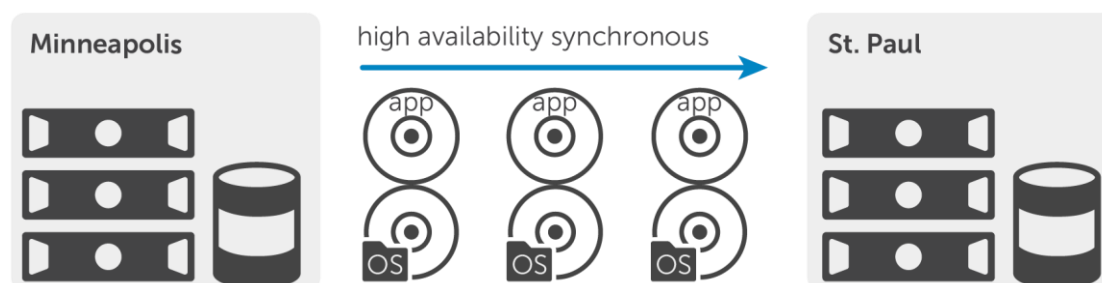 Minneapolis
high availability synchronous
St. Paul
app
app
app
OS
OS
OS